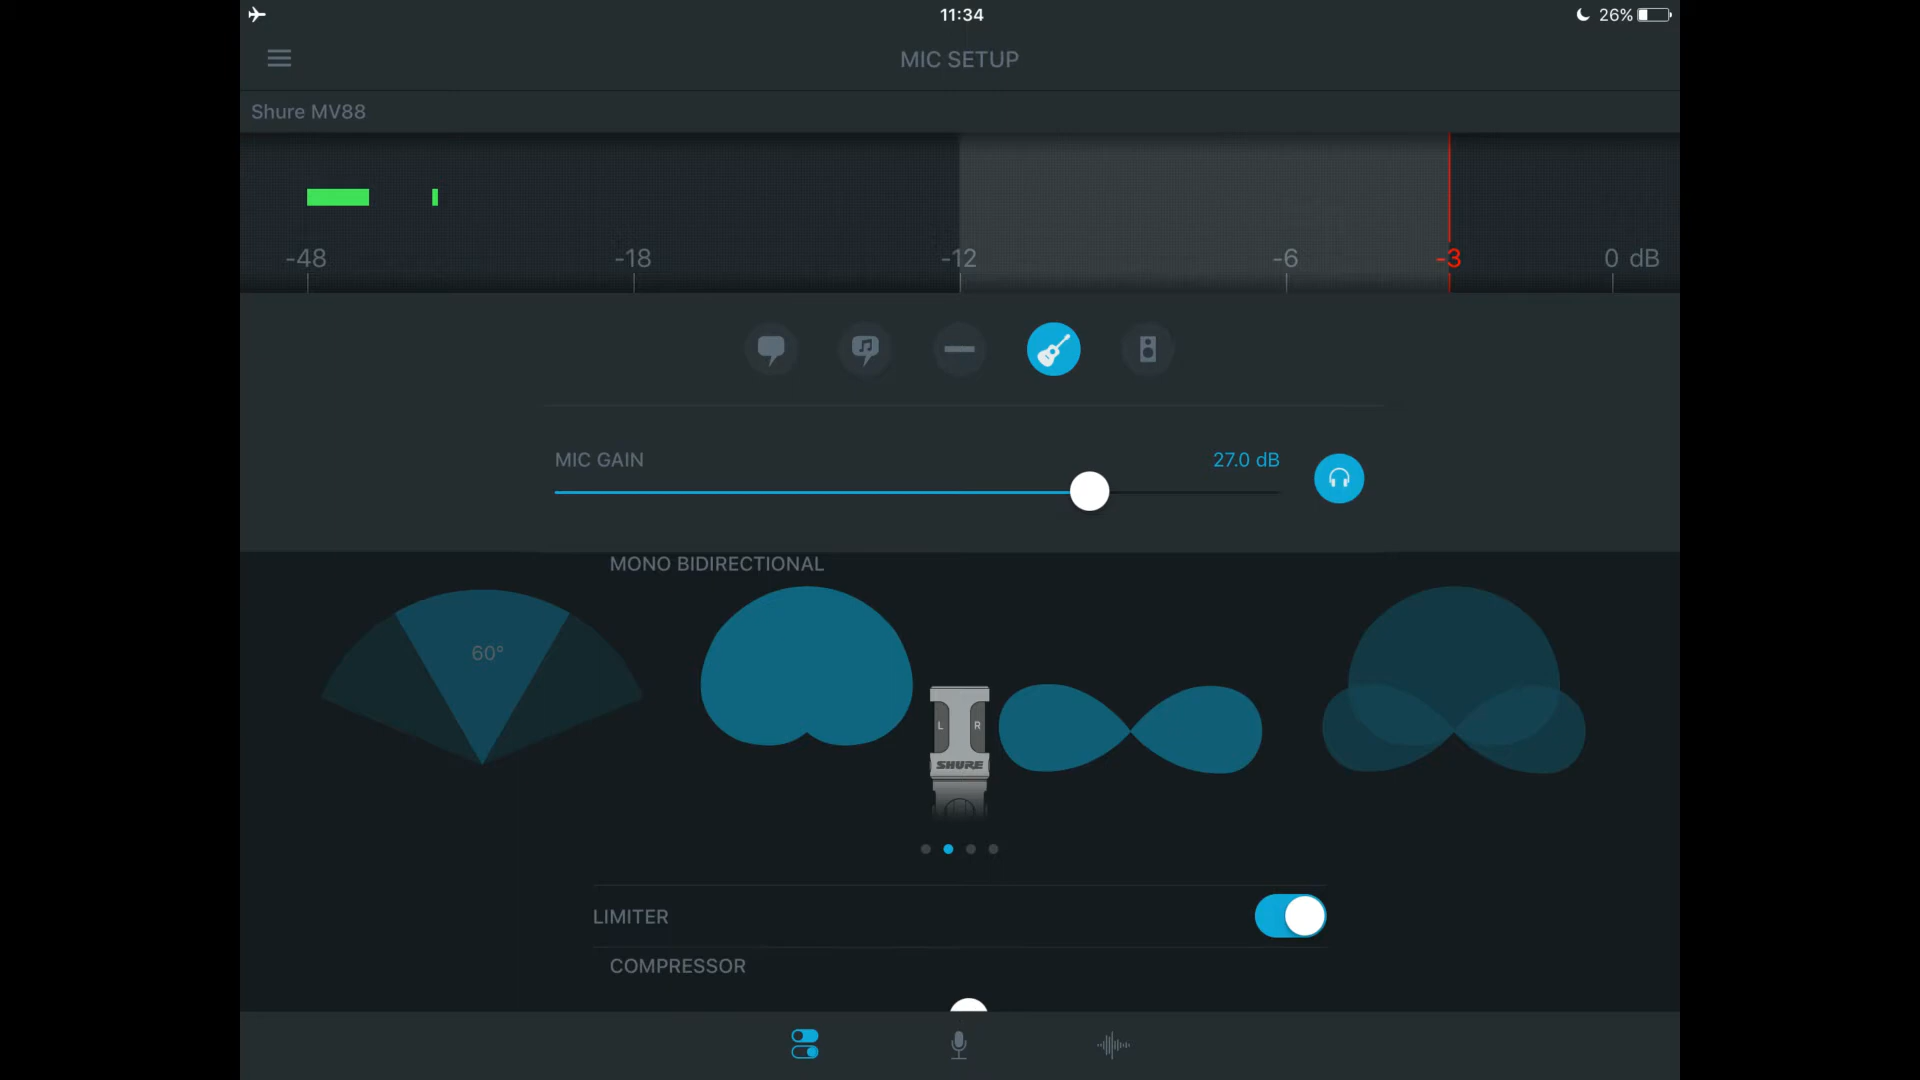 11:34
26%
MIC SETUP
Shure MV88
-48 -18 -12 -6 -3 0 dB
MIC GAIN 27.0 dB
MONO BIDIRECTIONAL
60°
L R
SHURE
LIMITER
COMPRESSOR